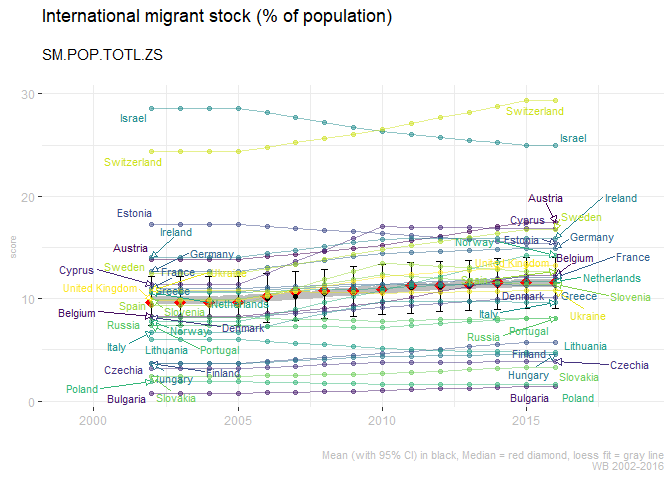 International migrant stock (% of population)
SM.POP.TOTL.ZS
30
Israel
Switzerland
Switzerland
Israel
20
Estonia
Austria
Ireland
Ireland
Cyprus
Sweden
Austria
Norway
Estonia
Germany
Germany
Cyprus
Sweden
France
Ukraine
Ukrainian
United Kingdom
Belgium
France
United Kingdom
Greece
Netherlands
Netherlands
10
Spain
Slovenia
Denmark
Greece
Slovenia
Belgium
Italy
Ukraine
Russia
Norway
Denmark
Russia
Portugal
Italy
Lithuania
Portugal
Finland
Lithuania
Czechia
Finland
Czechia
Hungary
Hungary
Slovakia
Poland
Bulgaria
Slovakia
Bulgaria
Poland
0
score
2000
2005
2010
2015
Mean (with 95% CI) in black, Median = red diamond, loess fit = gray line
WB 2002-2016